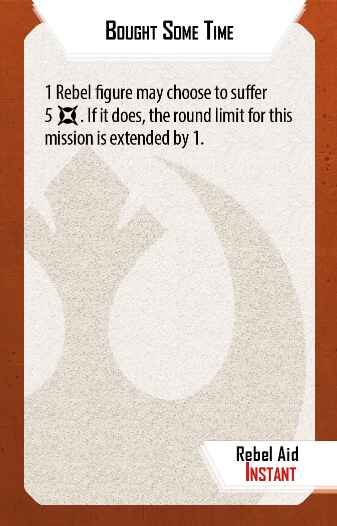 Bought Some Time
1 Rebel figure may choose to suffer
5 . If it does, the round limit for this
mission is extended by 1.
Rebel Aid
Instant